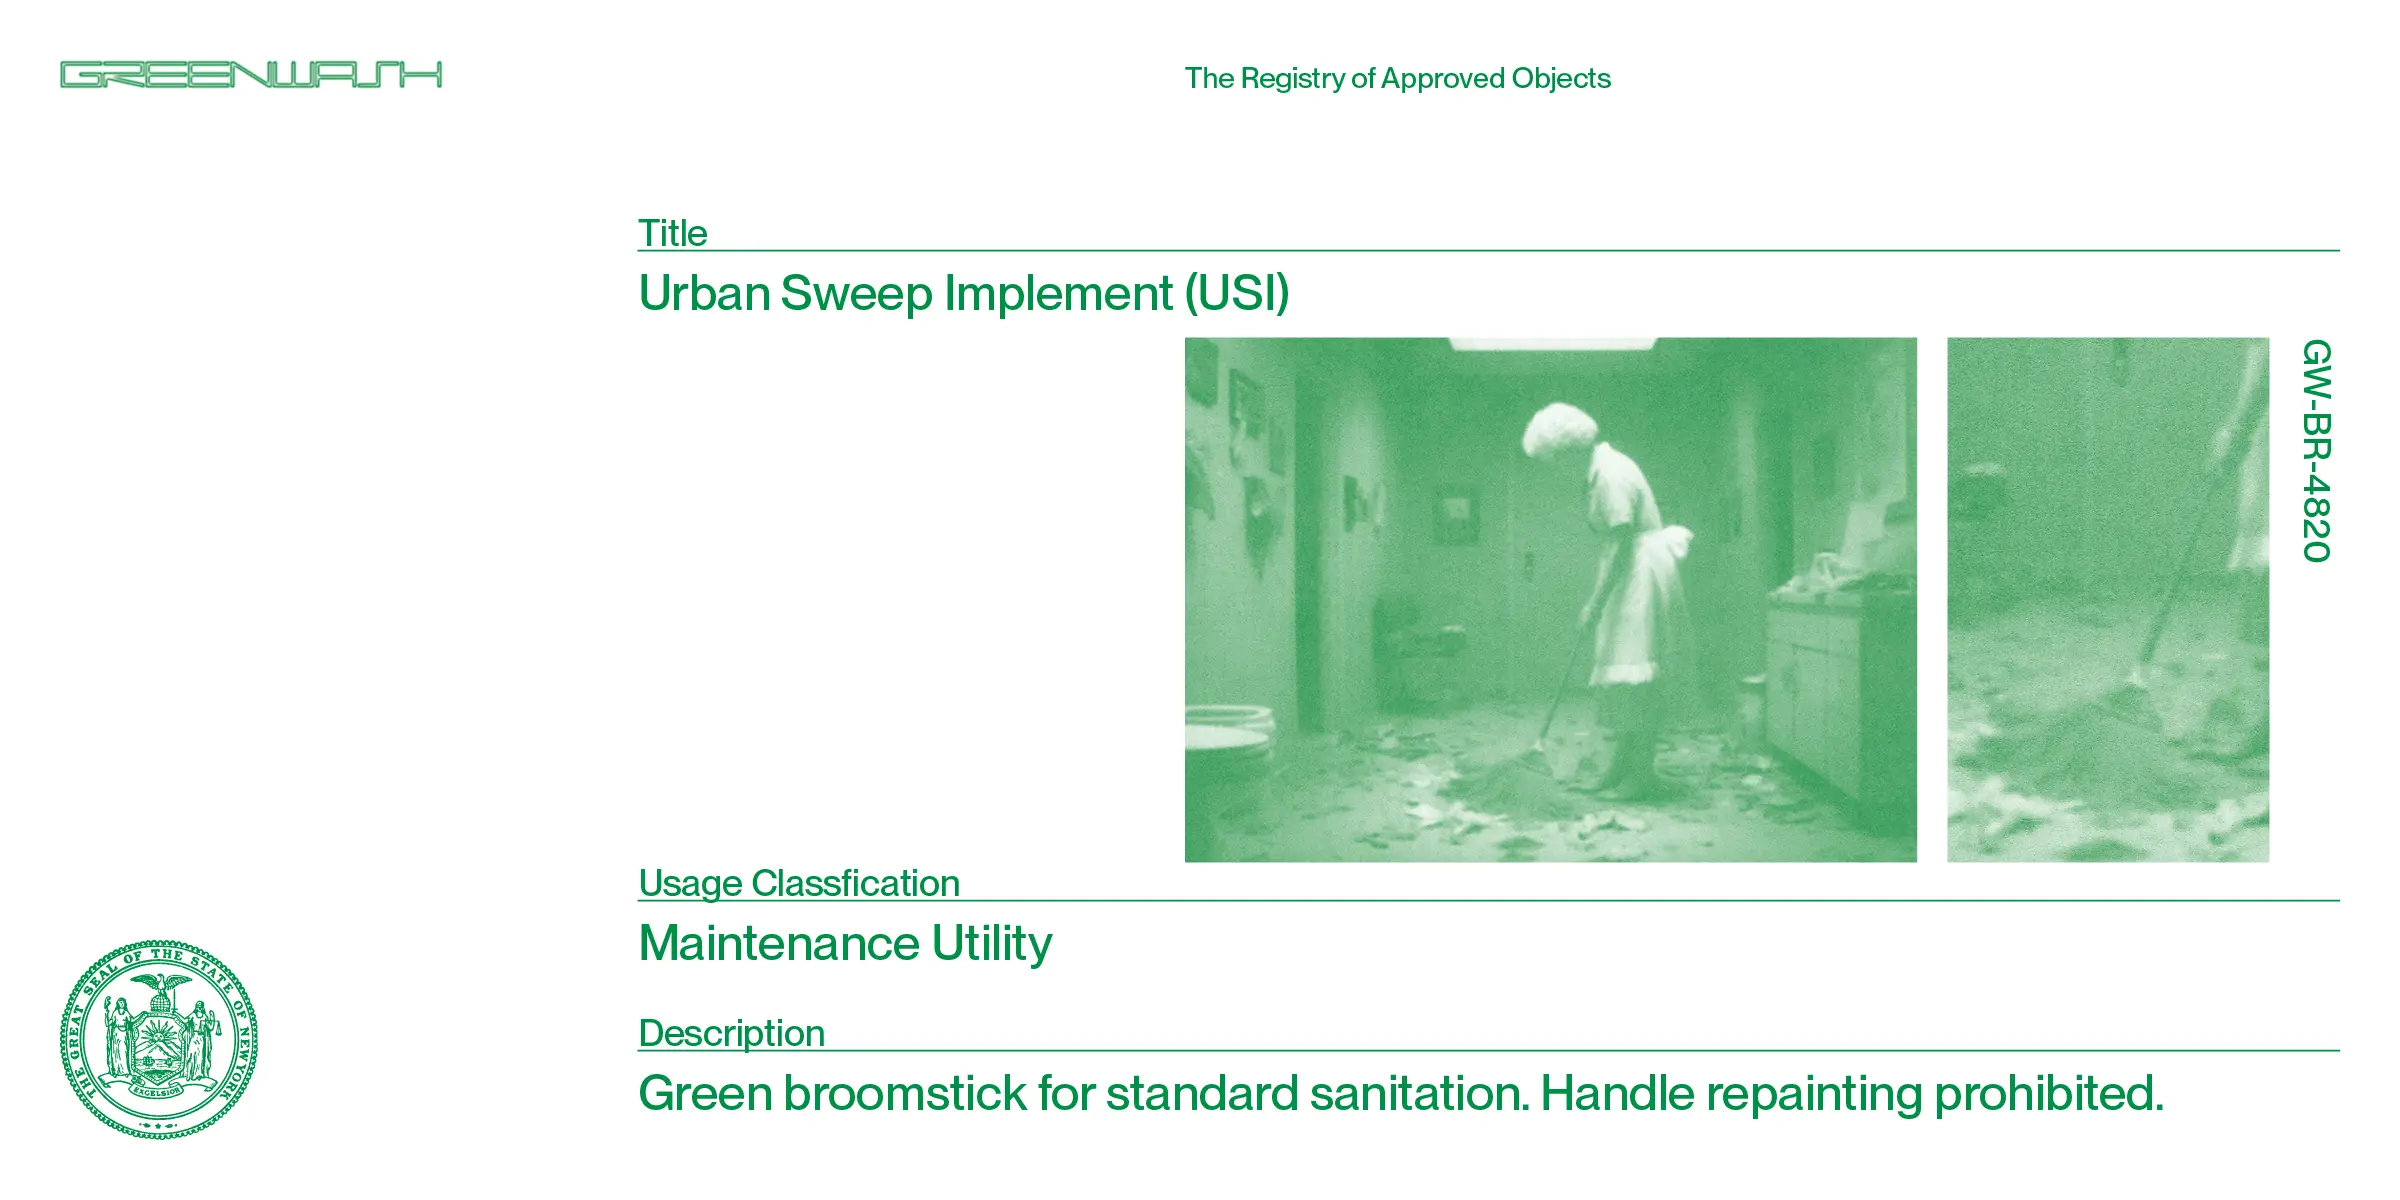 GREENWASH
The Registry of Approved Objects
Title
Urban Sweep Implement (USI)
GW-BR-4820
Usage Classfication
Maintenance Utility
Description
Green broomstick for standard sanitation. Handle repainting prohibited.
THE GREAT SEAL OF THE STATE OF NEW YORK
EXCELSIOR